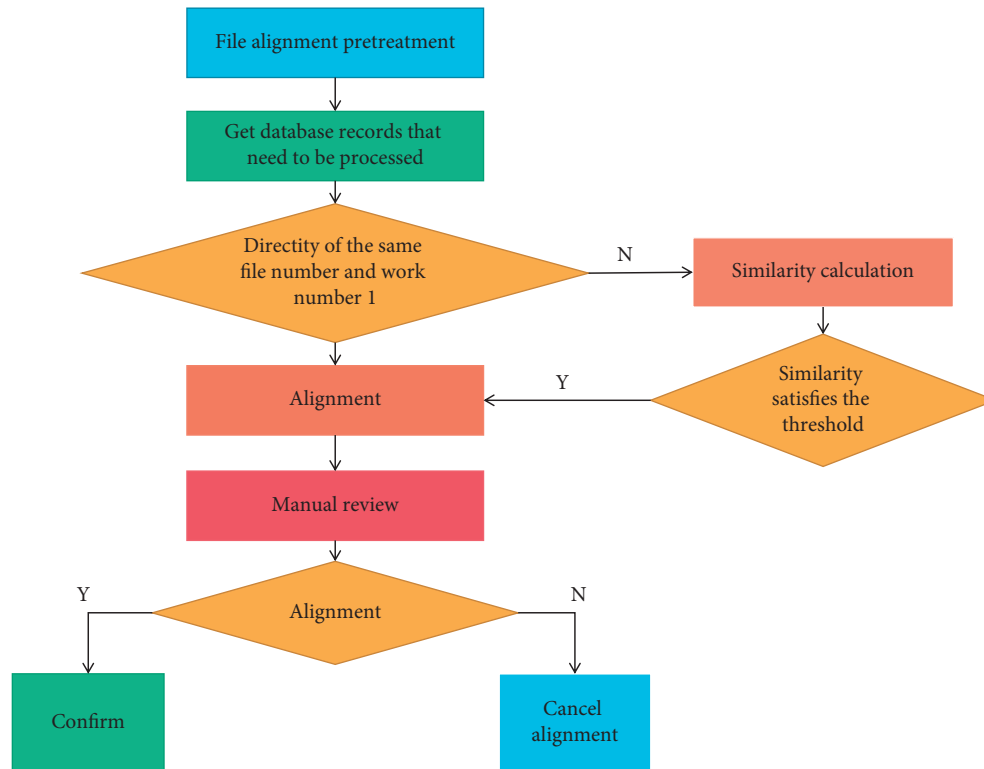 File alignment pretreatment
Get database records that
need to be processed
Directity of the same
file number and work
number 1
N
Similarity calculation
Similarity
satisfies the
threshold
Y
Alignment
Manual review
Alignment
Y
N
Confirm
Cancel
alignment